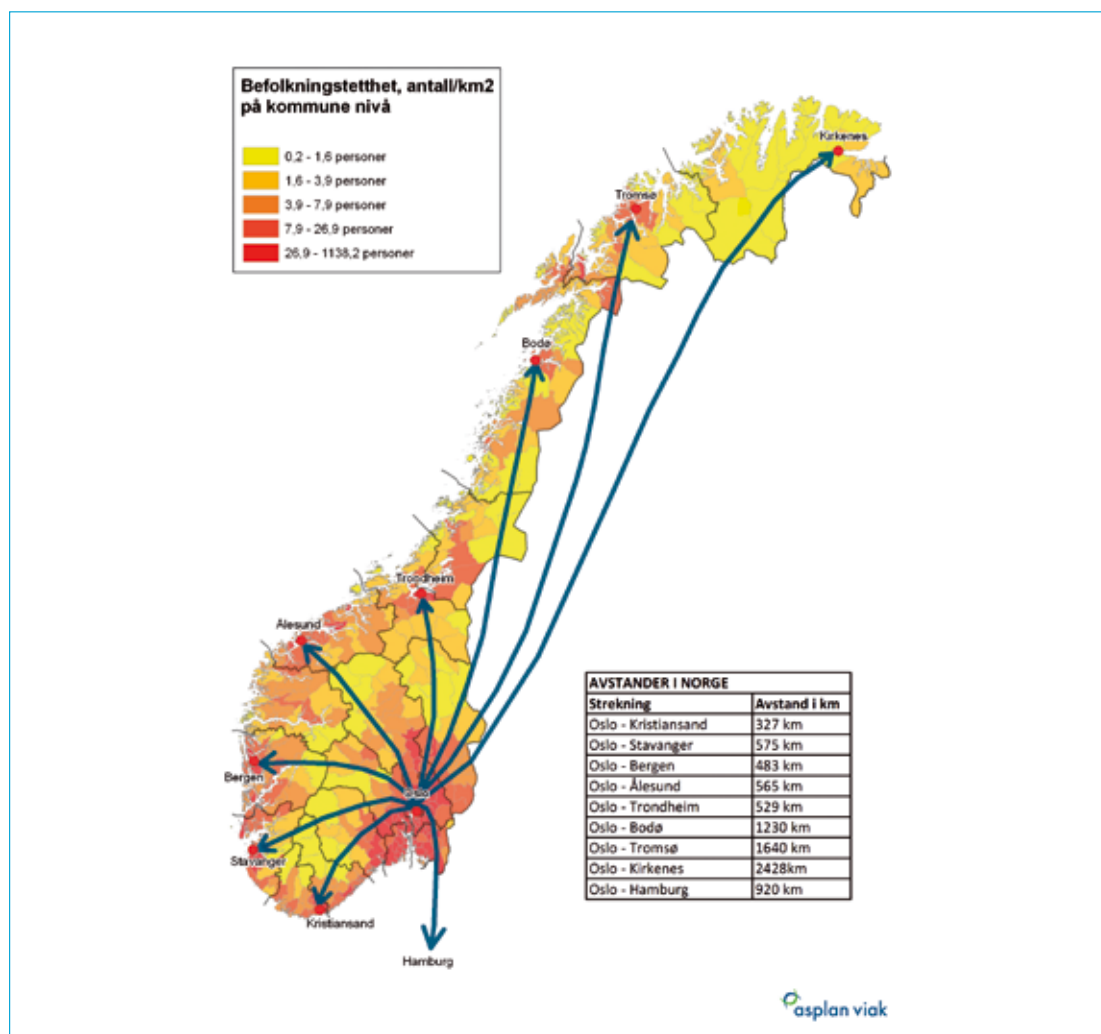 Befolkningstetthet, antall/km2
på kommune nivå
0,2 - 1,6 personer
1,6 - 3,9 personer
3,9 - 7,9 personer
7,9 - 26,9 personer
26,9 - 1138,2 personer
Kirkenes
Tromsø
Bodø
Trondheim
Ålesund
Bergen
Oslo
Stavanger
Kristiansand
Hamburg
AVSTANDER I NORGE
Strekning Avstand i km
Oslo - Kristiansand 327 km
Oslo - Stavanger 575 km
Oslo - Bergen 483 km
Oslo - Ålesund 565 km
Oslo - Trondheim 529 km
Oslo - Bodø 1230 km
Oslo - Tromsø 1640 km
Oslo - Kirkenes 2428km
Oslo - Hamburg 920 km
asplan viak